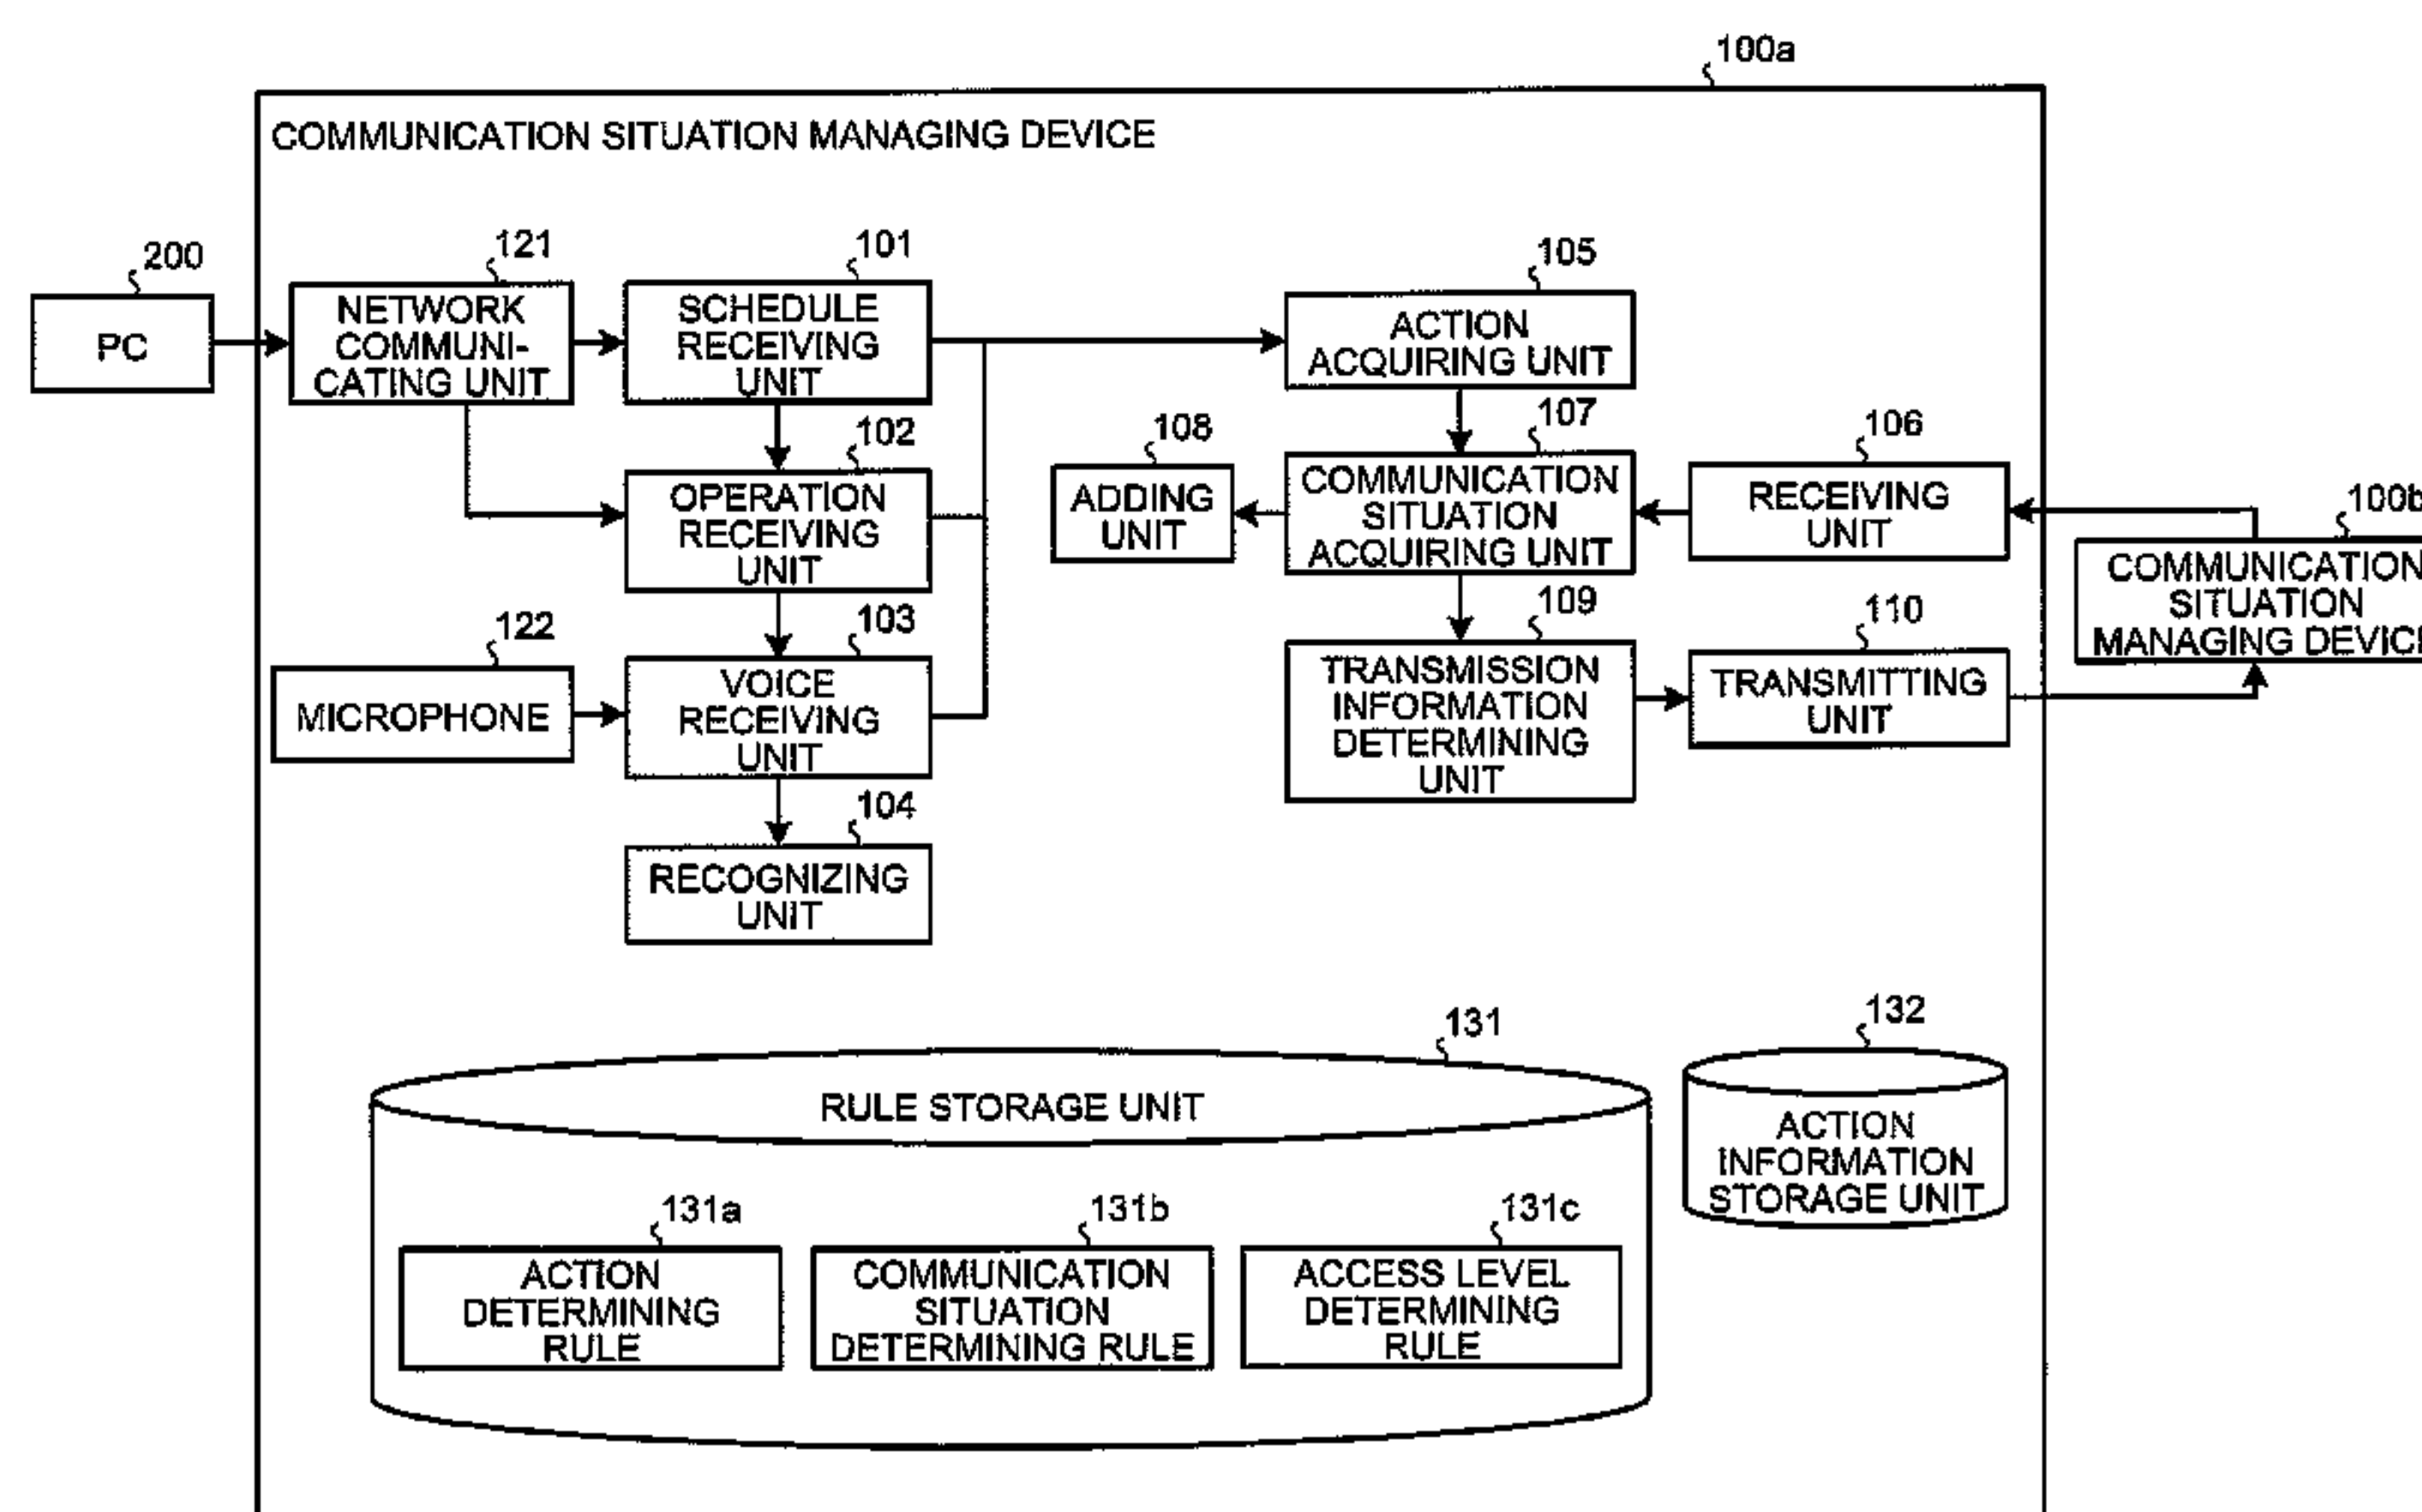 100a
COMMUNICATION SITUATION MANAGING DEVICE
200
PC
121
NETWORK
COMMUNI-
CATING UNIT
101
SCHEDULE
RECEIVING
UNIT
105
ACTION
ACQUIRING UNIT
102
OPERATION
RECEIVING
UNIT
108
ADDING
UNIT
107
COMMUNICATION
SITUATION
ACQUIRING UNIT
106
RECEIVING
UNIT
100b
COMMUNICATION
SITUATION
MANAGING DEVICE
122
MICROPHONE
103
VOICE
RECEIVING
UNIT
109
TRANSMISSION
INFORMATION
DETERMINING
UNIT
110
TRANSMITTING
UNIT
104
RECOGNIZING
UNIT
131
RULE STORAGE UNIT
132
ACTION
INFORMATION
STORAGE UNIT
131a
ACTION
DETERMINING
RULE
131b
COMMUNICATION
SITUATION
DETERMINING RULE
131c
ACCESS LEVEL
DETERMINING
RULE